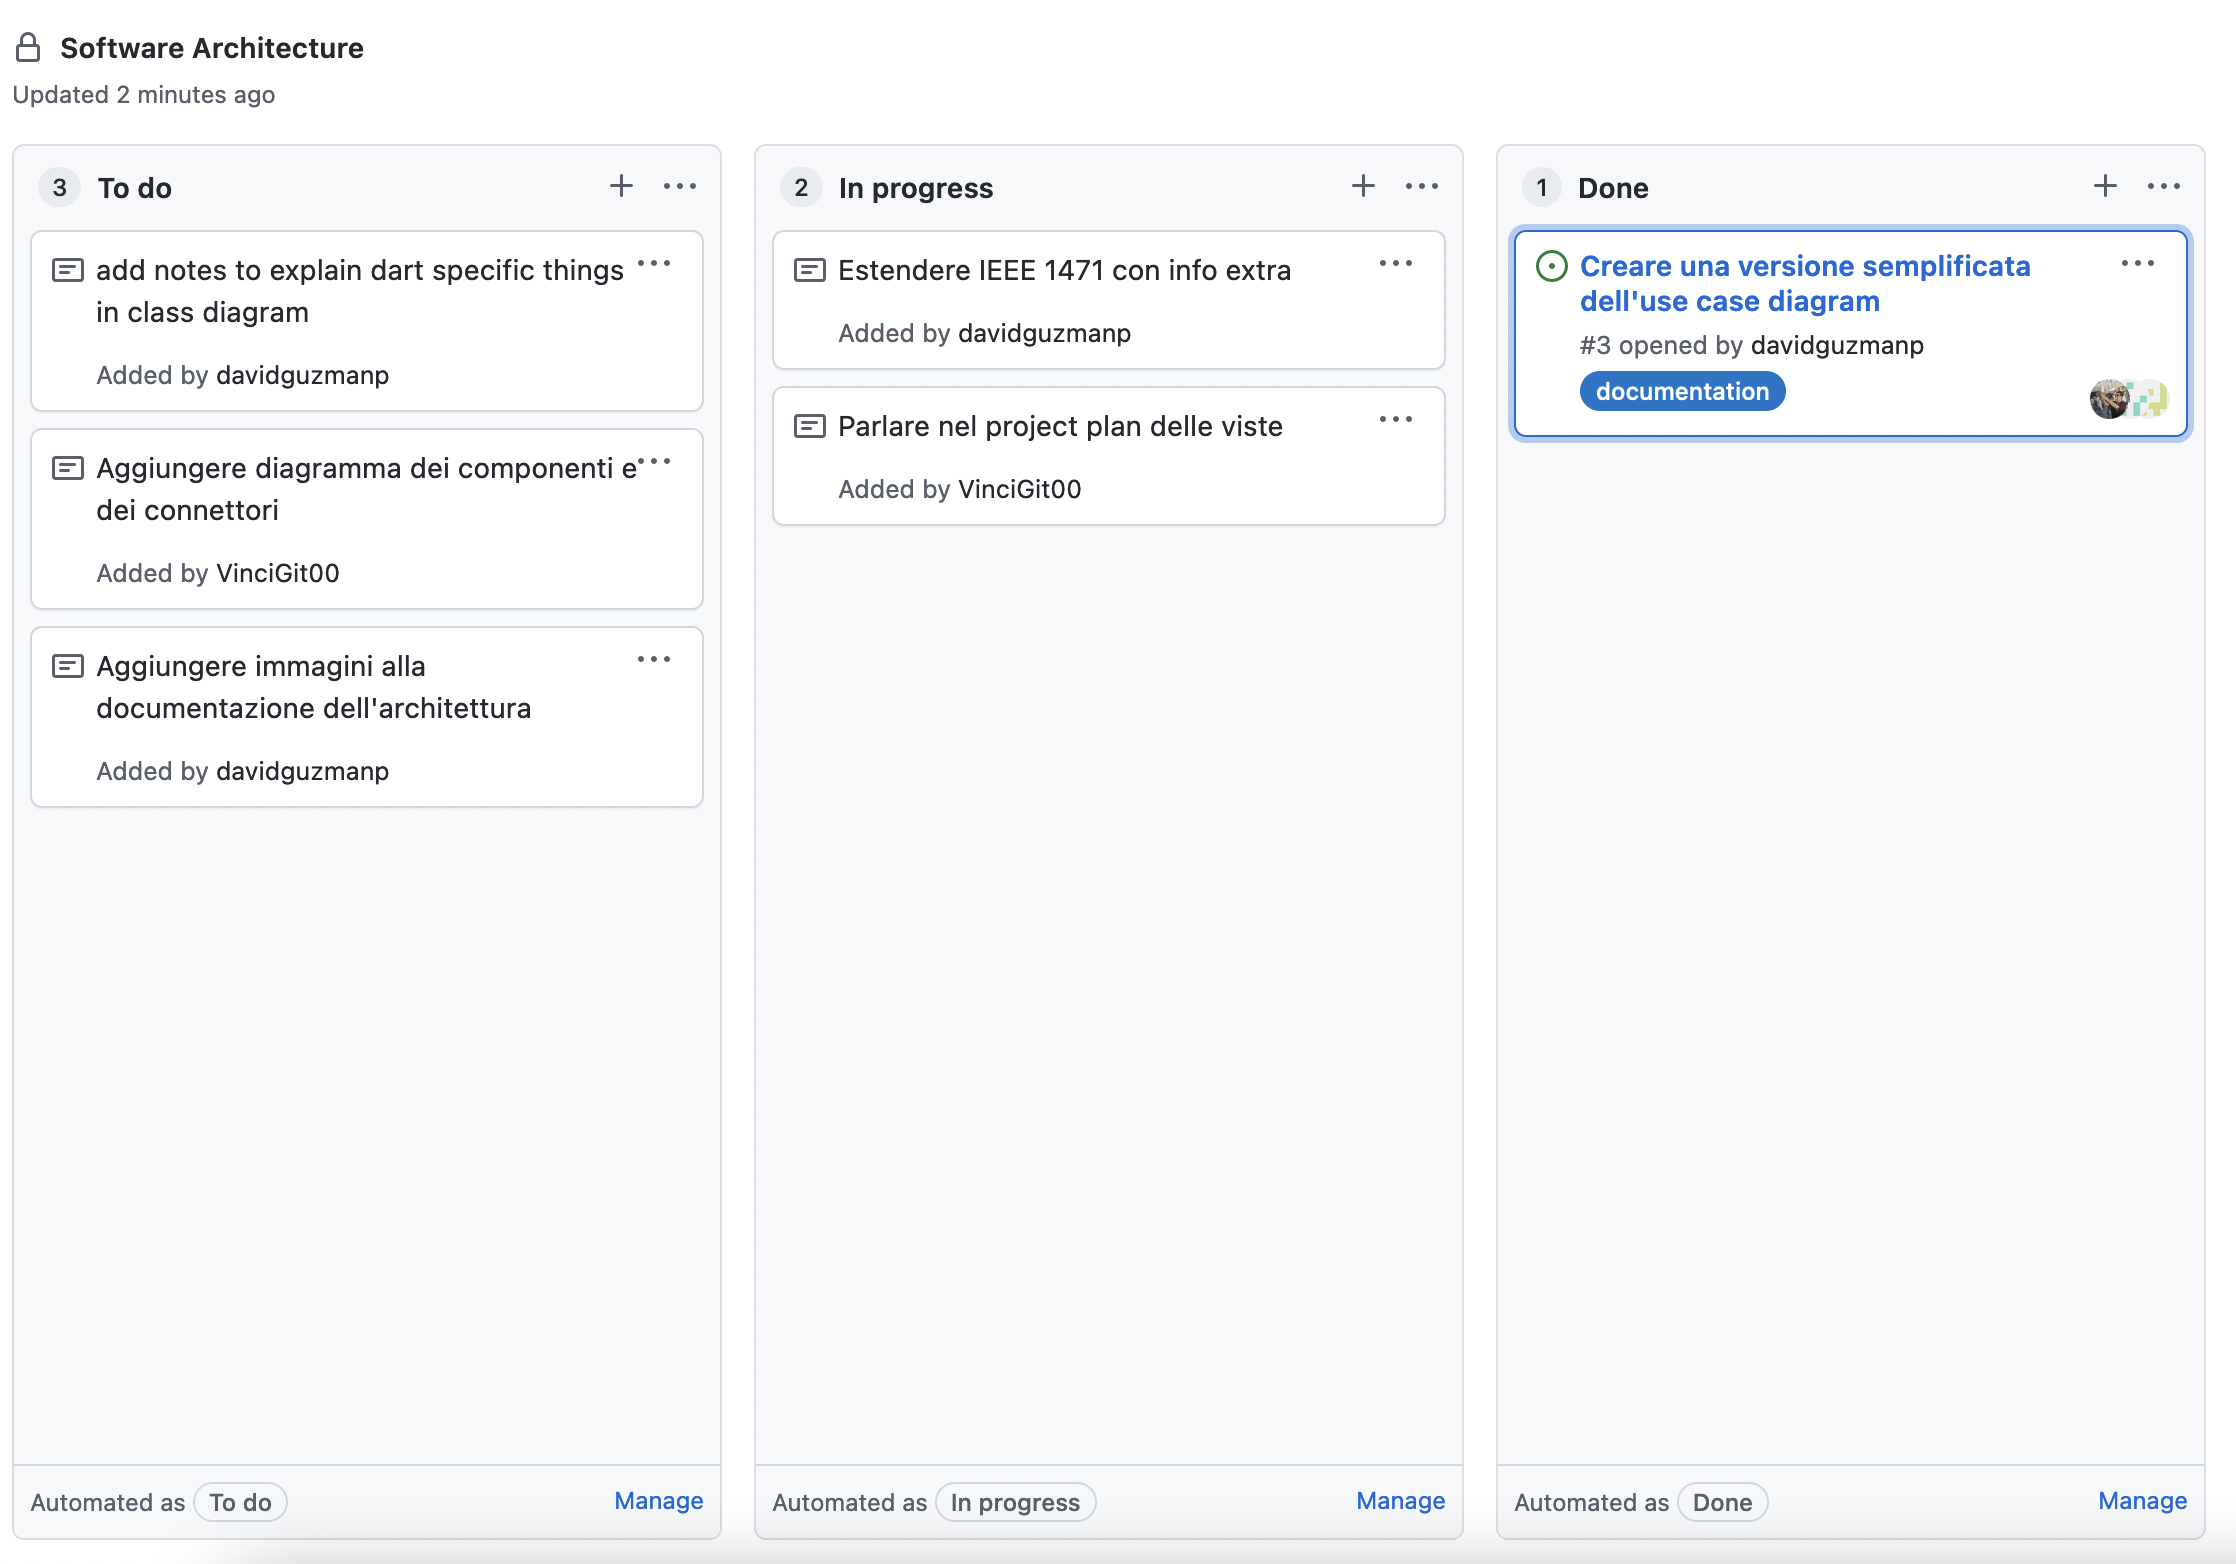 Software Architecture
Updated 2 minutes ago
3 To do
add notes to explain dart specific things
in class diagram
Added by davidguzmanp
Aggiungere diagramma dei componenti e
dei connettori
Added by VinciGit00
Aggiungere immagini alla
documentazione dell'architettura
Added by davidguzmanp
Automated as To do Manage
2 In progress
Estendere IEEE 1471 con info extra
Added by davidguzmanp
Parlare nel project plan delle viste
Added by VinciGit00
Automated as In progress Manage
1 Done
Creare una versione semplificata
dell'use case diagram
#3 opened by davidguzmanp
documentation
Automated as Done Manage